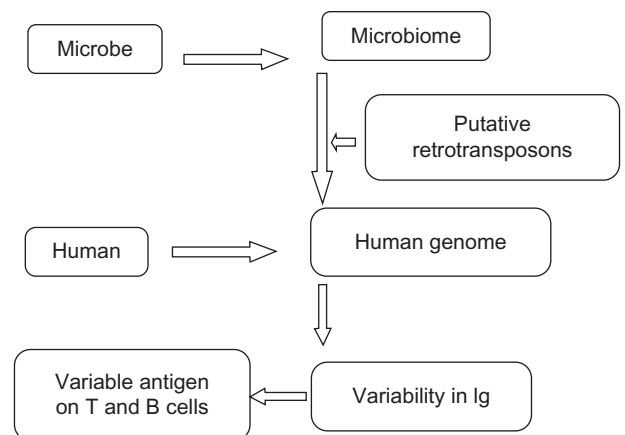 Microbe
Microbiome
Putative
retrotransposons
Human
Human genome
Variable antigen
on T and B cells
Variability in Ig